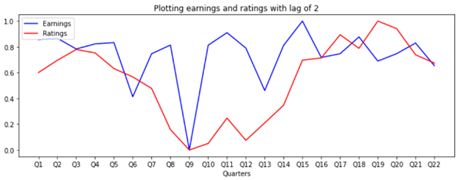 Plotting earnings and ratings with lag of 2
Earnings
Ratings
1.0
0.8
0.6
0.4
0.2
0.0
Q1 Q2 Q3 Q4 Q5 Q6 Q7 Q8 Q9 Q10 Q11 Q12 Q13 Q14 Q15 Q16 Q17 Q18 Q19 Q20 Q21 Q22
Quarters